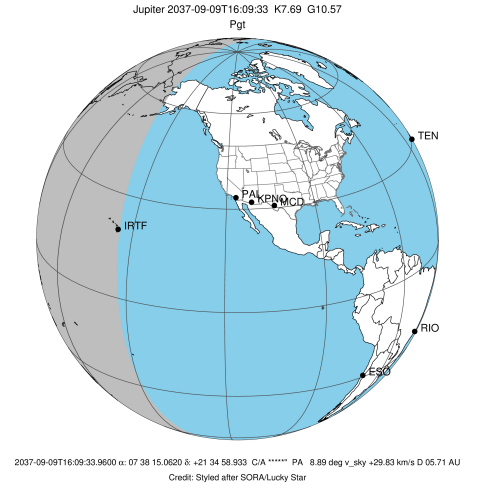 Jupiter 2037-09-09T16:09:33 K7.69 G10.57
Pgt
TEN
PAL
KPNO
MCD
IRTF
RIO
ESO
2037-09-09T16:09:33.9600 α: 07 38 15.0620 δ: +21 34 58.933 C/A *****" PA 8.89 deg v_sky +29.83 km/s D 05.71 AU
Credit: Styled after SORA/Lucky Star